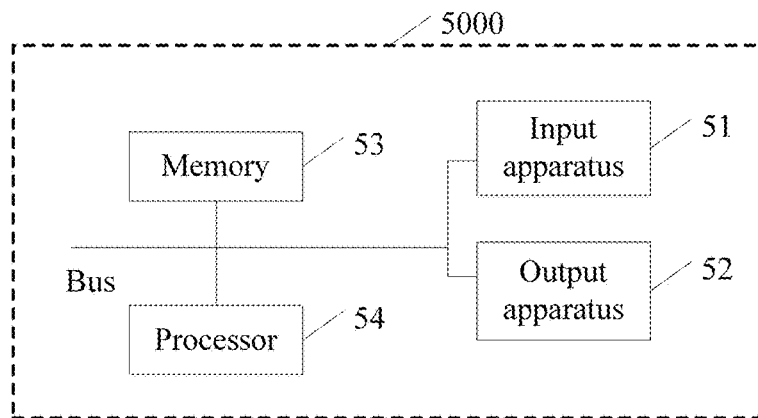 5000
Memory
53
Input
apparatus
51
Bus
Processor
54
Output
apparatus
52